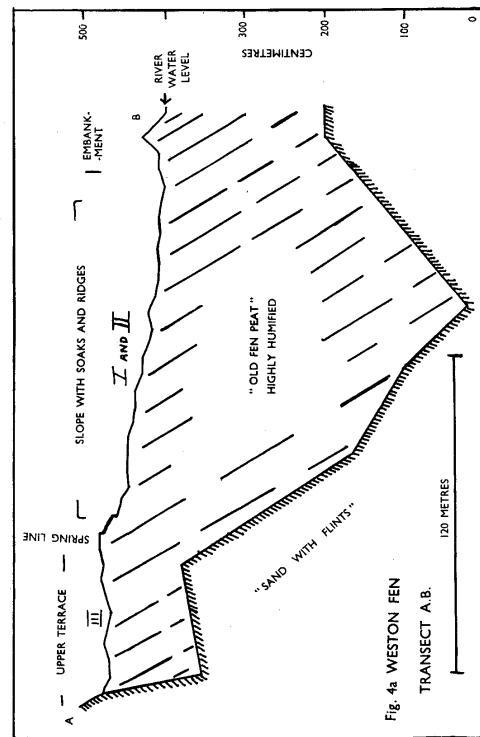 500
400
300
200
100
0
CENTIMETRES
RIVER
WATER
LEVEL
B
EMBANK-
-MENT
SLOPE WITH SOAKS AND RIDGES
I AND II
SPRING LINE
UPPER TERRACE
III
A
"OLD FEN PEAT"
HIGHLY HUMIFIED
"SAND WITH FLINTS"
120 METRES
Fig. 4a WESTON FEN
TRANSECT A.B.